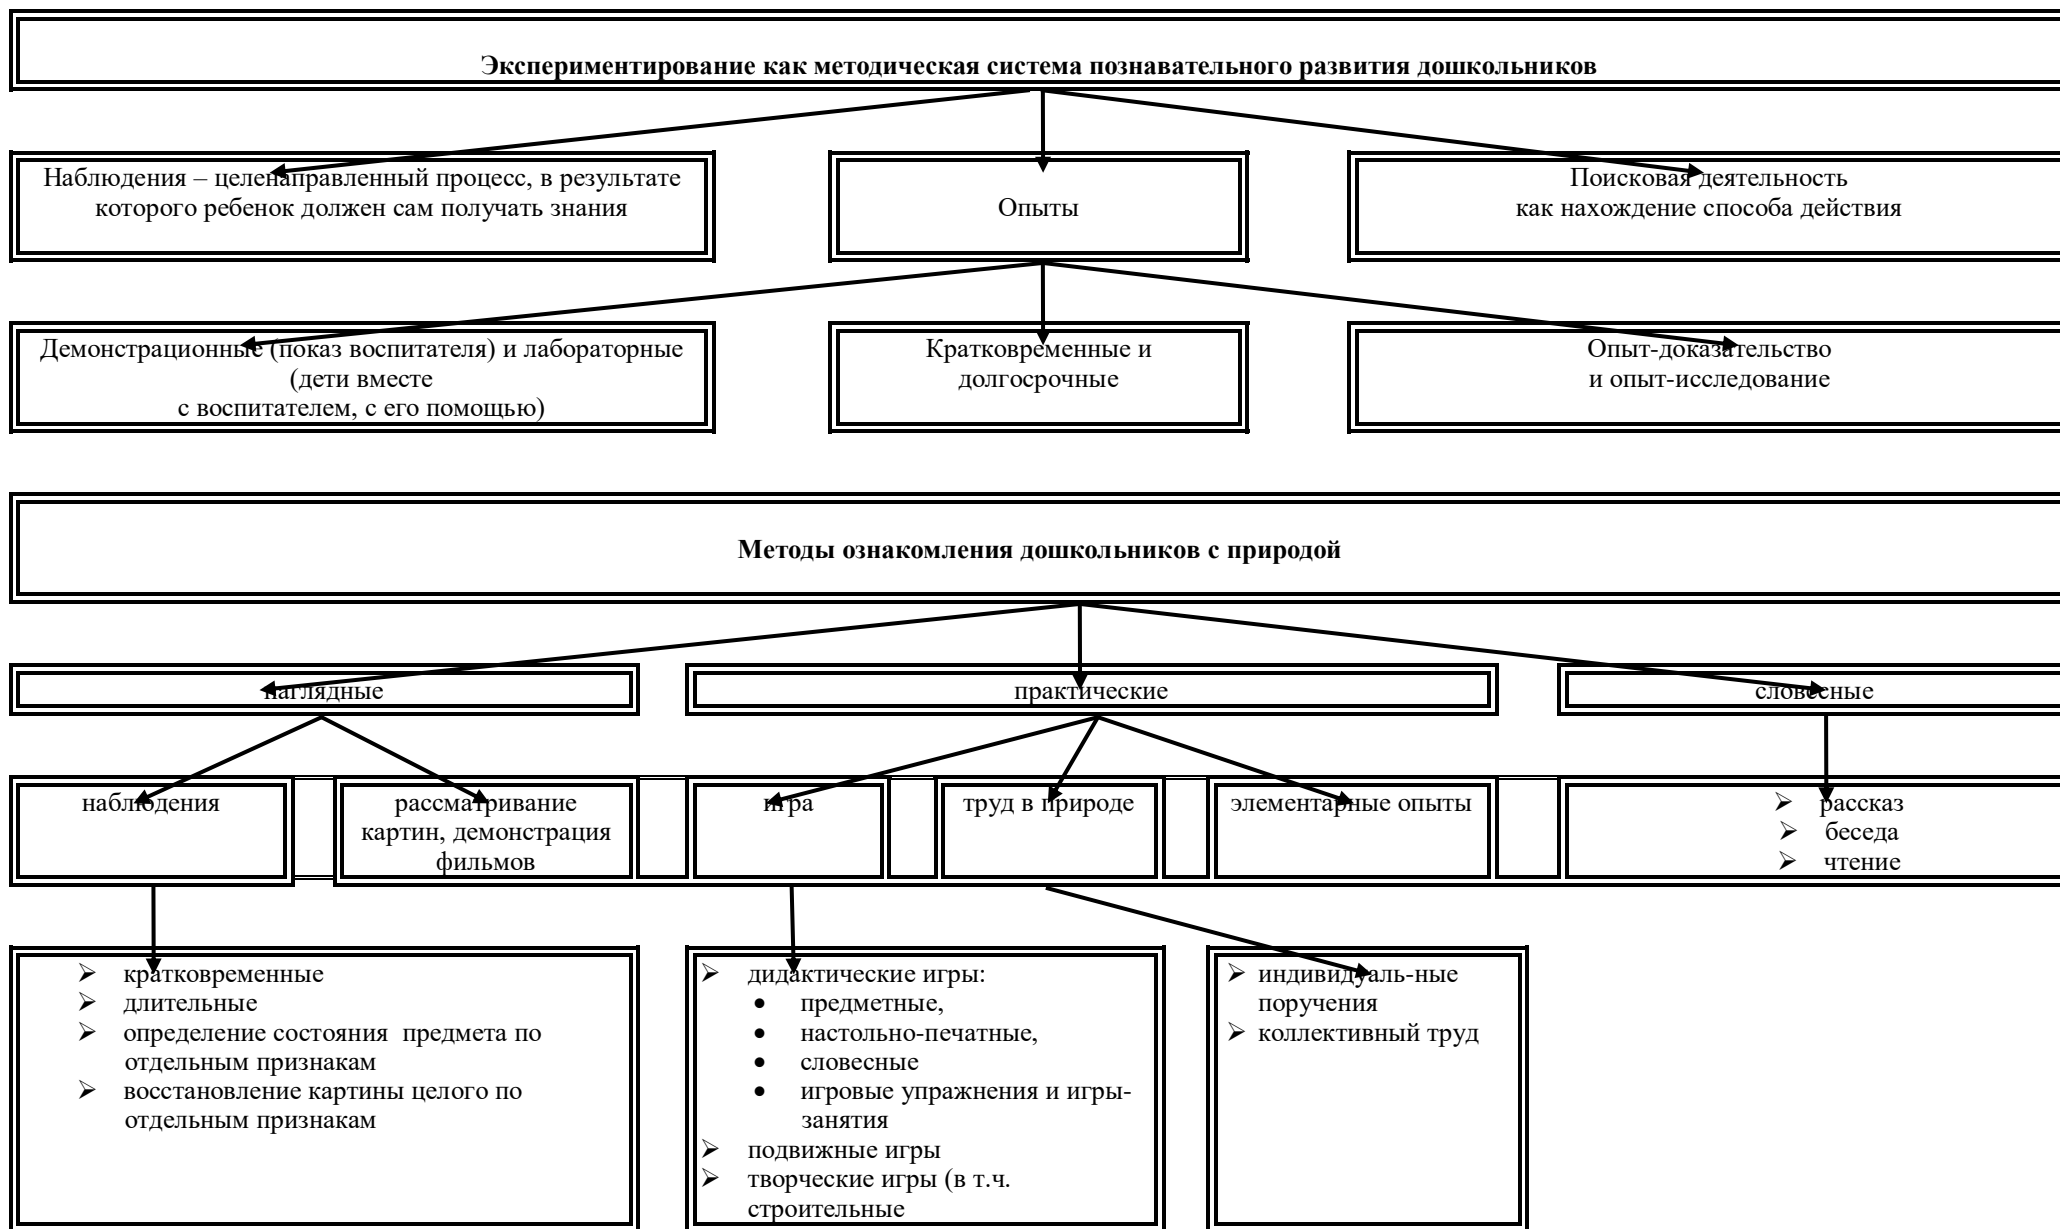 Экспериментирование как методическая система познавательного развития дошкольников
Наблюдения – целенаправленный процесс, в результате
которого ребенок должен сам получать знания
Опыты
Поисковая деятельность
как нахождение способа действия
Демонстрационные (показ воспитателя) и лабораторные
(дети вместе
с воспитателем, с его помощью)
Кратковременные и
долгосрочные
Опыт-доказательство
и опыт-исследование
Методы ознакомления дошкольников с природой
наглядные
практические
словесные
наблюдения
рассматривание
картин, демонстрация
фильмов
игра
труд в природе
элементарные опыты
➢ рассказ
➢ беседа
➢ чтение
➢ кратковременные
➢ длительные
➢ определение состояния предмета по
отдельным признакам
➢ восстановление картины целого по
отдельным признакам
➢ дидактические игры:
• предметные,
• настольно-печатные,
• словесные
• игровые упражнения и игры-
занятия
➢ подвижные игры
➢ творческие игры (в т.ч.
строительные
➢ индивидуаль-ные
поручения
➢ коллективный труд